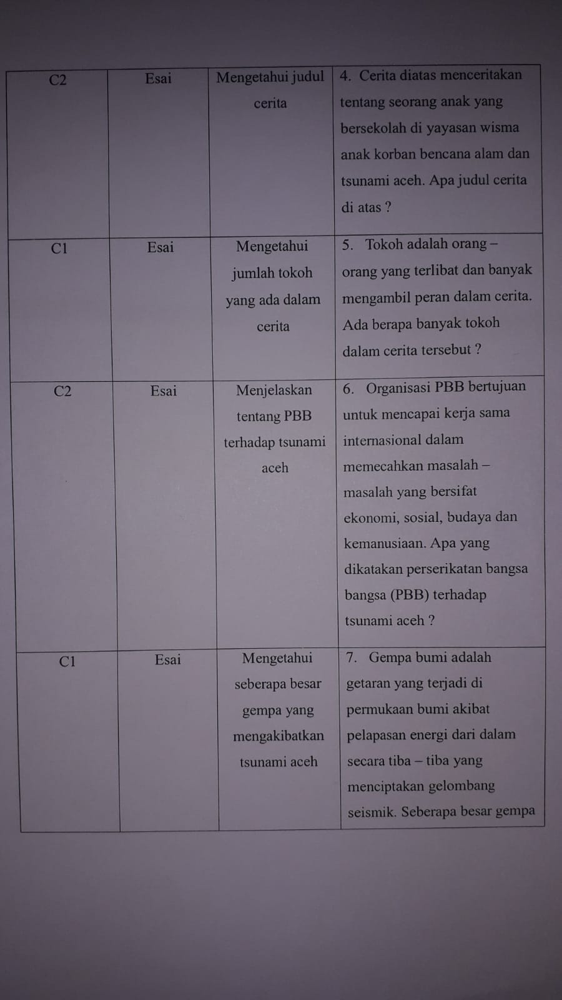 C2
Esai
Mengetahui judul
cerita
4. Cerita diatas menceritakan
tentang seorang anak yang
bersekolah di yayasan wisma
anak korban bencana alam dan
tsunami aceh. Apa judul cerita
di atas ?
C1
Esai
Mengetahui
jumlah tokoh
yang ada dalam
cerita
5. Tokoh adalah orang –
orang yang terlibat dan banyak
mengambil peran dalam cerita.
Ada berapa banyak tokoh
dalam cerita tersebut ?
C2
Esai
Menjelaskan
tentang PBB
terhadap tsunami
aceh
6. Organisasi PBB bertujuan
untuk mencapai kerja sama
internasional dalam
memecahkan masalah –
masalah yang bersifat
ekonomi, sosial, budaya dan
kemanusiaan. Apa yang
dikatakan perserikatan bangsa
bangsa (PBB) terhadap
tsunami aceh ?
C1
Esai
Mengetahui
seberapa besar
gempa yang
mengakibatkan
tsunami aceh
7. Gempa bumi adalah
getaran yang terjadi di
permukaan bumi akibat
pelapasan energi dari dalam
secara tiba – tiba yang
menciptakan gelombang
seismik. Seberapa besar gempa